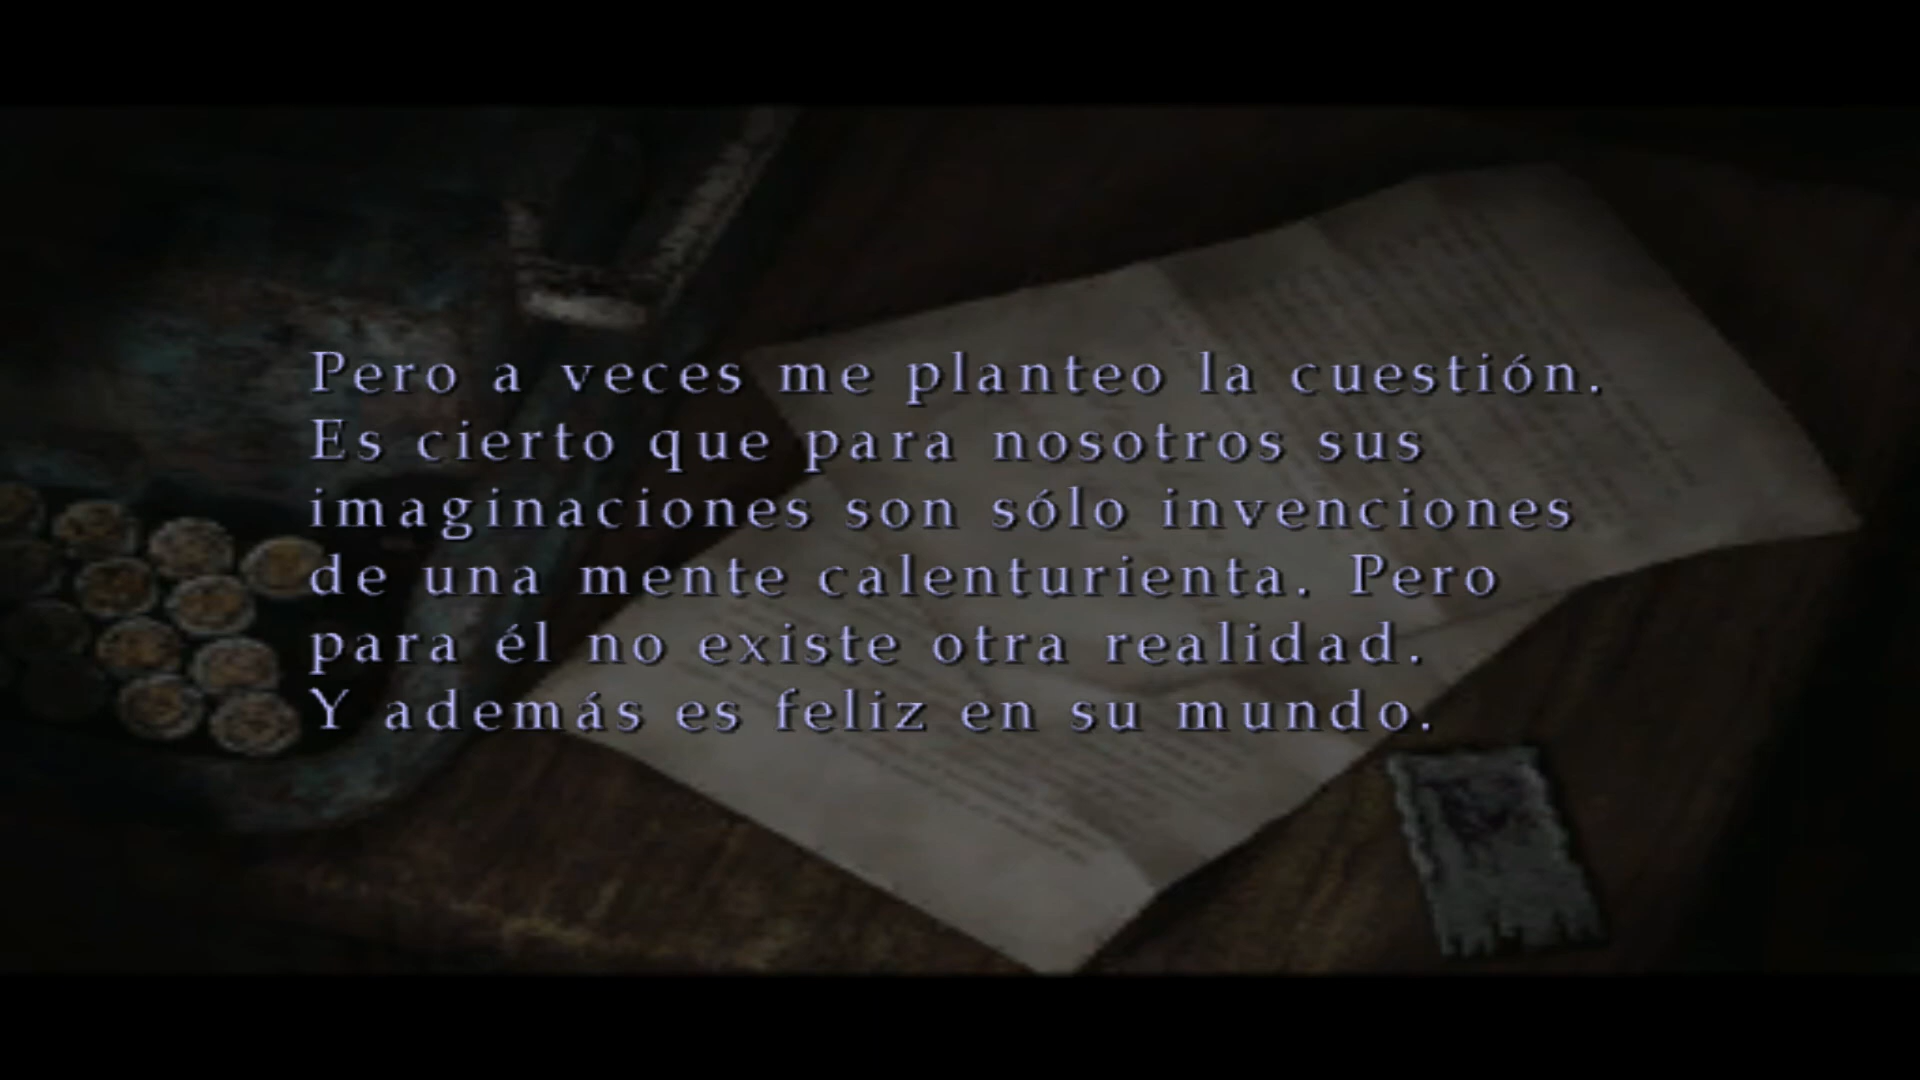 Pero a veces me planteo la cuestión.
Es cierto que para nosotros sus
imaginaciones son sólo invenciones
de una mente calenturienta. Pero
para él no existe otra realidad.
Y además es feliz en su mundo.